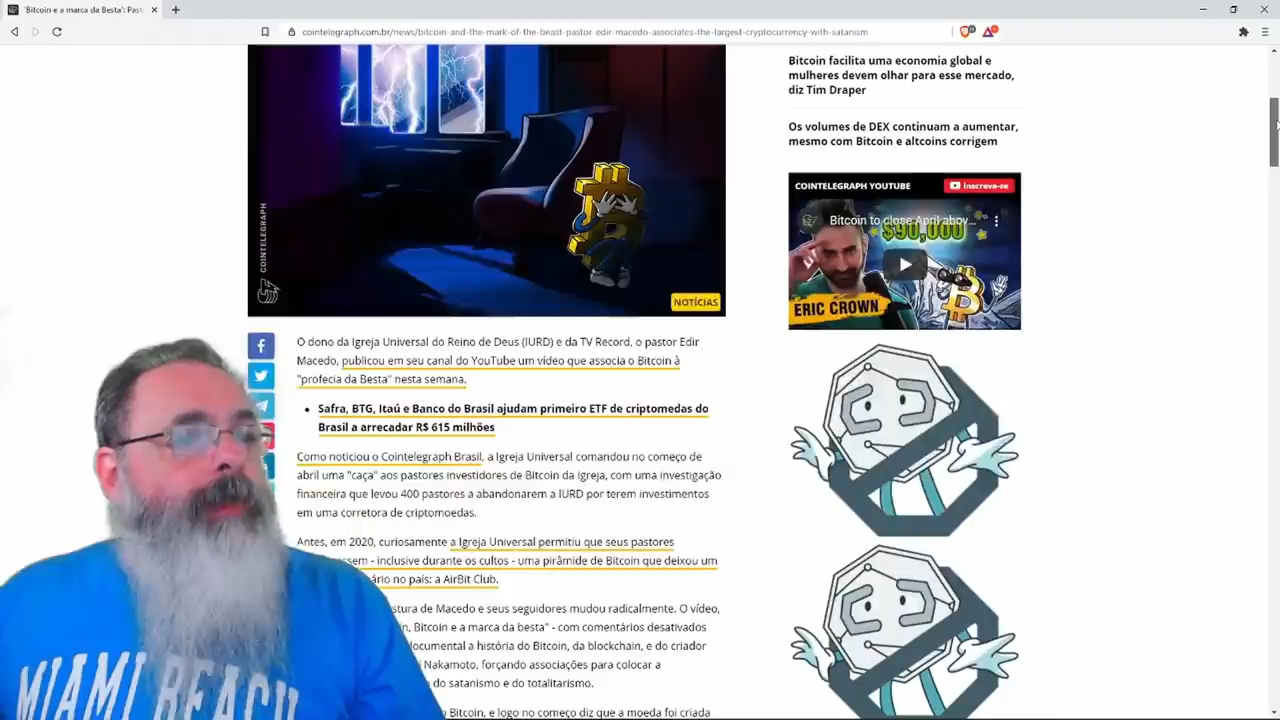 'Bitcoin e a marca da Besta': Past
cointelegraph.com.br/news/bitcoin-and-the-mark-of-the-beast-pastor-edir-macedo-associates-the-largest-cryptocurrency-with-satanism
COINTELEGRAPH
NOTÍCIAS
O dono da Igreja Universal do Reino de Deus (IURD) e da TV Record, o pastor Edir
Macedo, publicou em seu canal do YouTube um vídeo que associa o Bitcoin à
"profecia da Besta" nesta semana.
• Safra, BTG, Itaú e Banco do Brasil ajudam primeiro ETF de criptomedas do
Brasil a arrecadar R$ 615 milhões
Como noticiou o Cointelegraph Brasil, a Igreja Universal comandou no começo de
abril uma "caça" aos pastores investidores de Bitcoin da Igreja, com uma investigação
financeira que levou 400 pastores a abandonarem a IURD por terem investimentos
em uma corretora de criptomoedas.
Antes, em 2020, curiosamente a Igreja Universal permitiu que seus pastores
- inclusive durante os cultos - uma pirâmide de Bitcoin que deixou um
no país: a AirBit Club.
de Macedo e seus seguidores mudou radicalmente. O vídeo,
Bitcoin e a marca da besta" - com comentários desativados
a história do Bitcoin, da blockchain, e do criador
Nakamoto, forçando associações para colocar a
do satanismo e do totalitarismo.
Bitcoin, e logo no começo diz que a moeda foi criada
Bitcoin facilita uma economia global e
mulheres devem olhar para esse mercado,
diz Tim Draper
Os volumes de DEX continuam a aumentar,
mesmo com Bitcoin e altcoins corrigem
COINTELEGRAPH YOUTUBE
Inscreva-se
Bitcoin to close April abov...
$90,000
ERIC CROWN
MIAMI BEACH